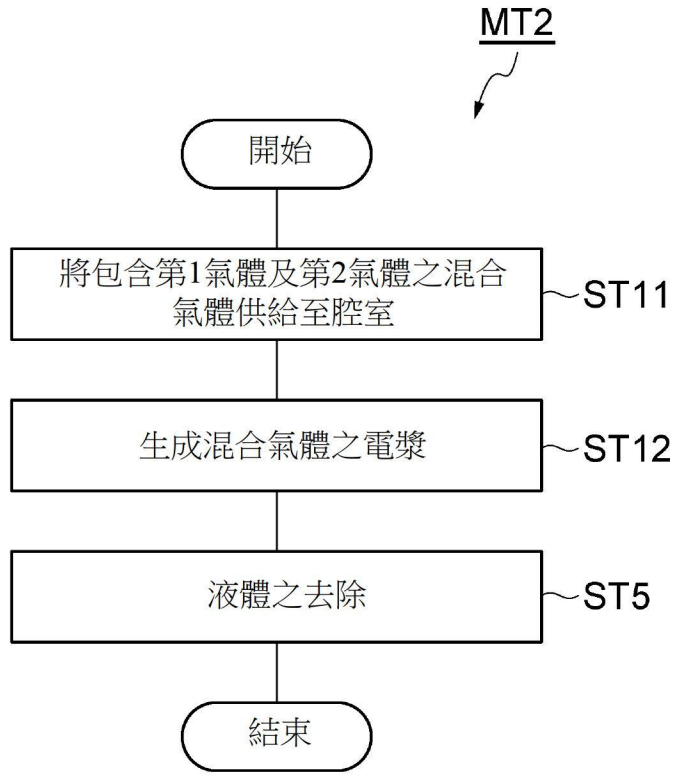 MT2
開始
將包含第1氣體及第2氣體之混合
氣體供給至腔室
ST11
生成混合氣體之電漿
ST12
液體之去除
ST5
結束